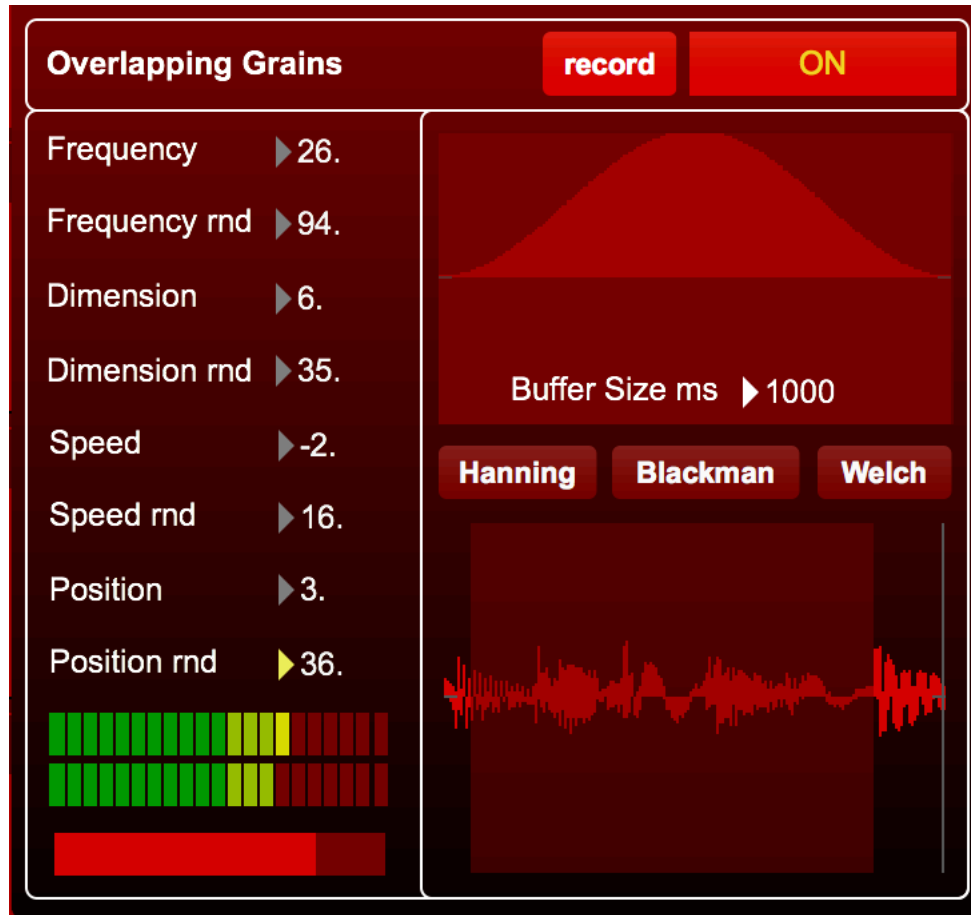 Overlapping Grains record ON
Frequency 26.
Frequency rnd 94.
Dimension 6.
Dimension rnd 35.
Speed -2.
Speed rnd 16.
Position 3.
Position rnd 36.
Buffer Size ms 1000
Hanning Blackman Welch